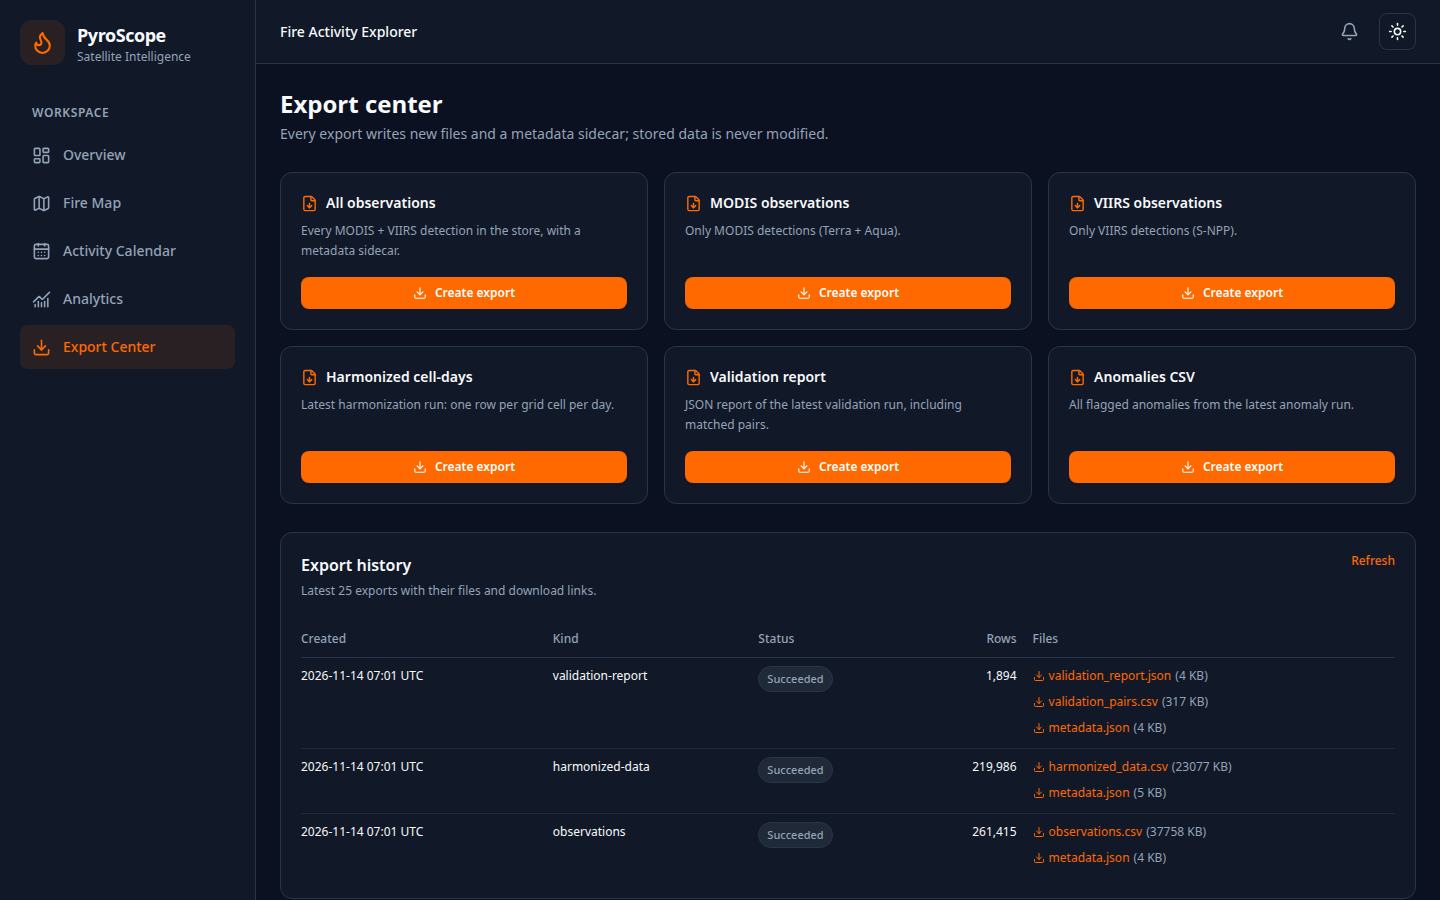 PyroScope
Satellite Intelligence
WORKSPACE
Overview
Fire Map
Activity Calendar
Analytics
Export Center
Fire Activity Explorer
Export center
Every export writes new files and a metadata sidecar; stored data is never modified.
All observations
Every MODIS + VIIRS detection in the store, with a
metadata sidecar.
Create export
MODIS observations
Only MODIS detections (Terra + Aqua).
Create export
VIIRS observations
Only VIIRS detections (S-NPP).
Create export
Harmonized cell-days
Latest harmonization run: one row per grid cell per day.
Create export
Validation report
JSON report of the latest validation run, including
matched pairs.
Create export
Anomalies CSV
All flagged anomalies from the latest anomaly run.
Create export
Export history
Refresh
Latest 25 exports with their files and download links.
Created Kind Status Rows Files
2026-11-14 07:01 UTC validation-report Succeeded 1,894 validation_report.json (4 KB)
validation_pairs.csv (317 KB)
metadata.json (4 KB)
2026-11-14 07:01 UTC harmonized-data Succeeded 219,986 harmonized_data.csv (23077 KB)
metadata.json (5 KB)
2026-11-14 07:01 UTC observations Succeeded 261,415 observations.csv (37758 KB)
metadata.json (4 KB)